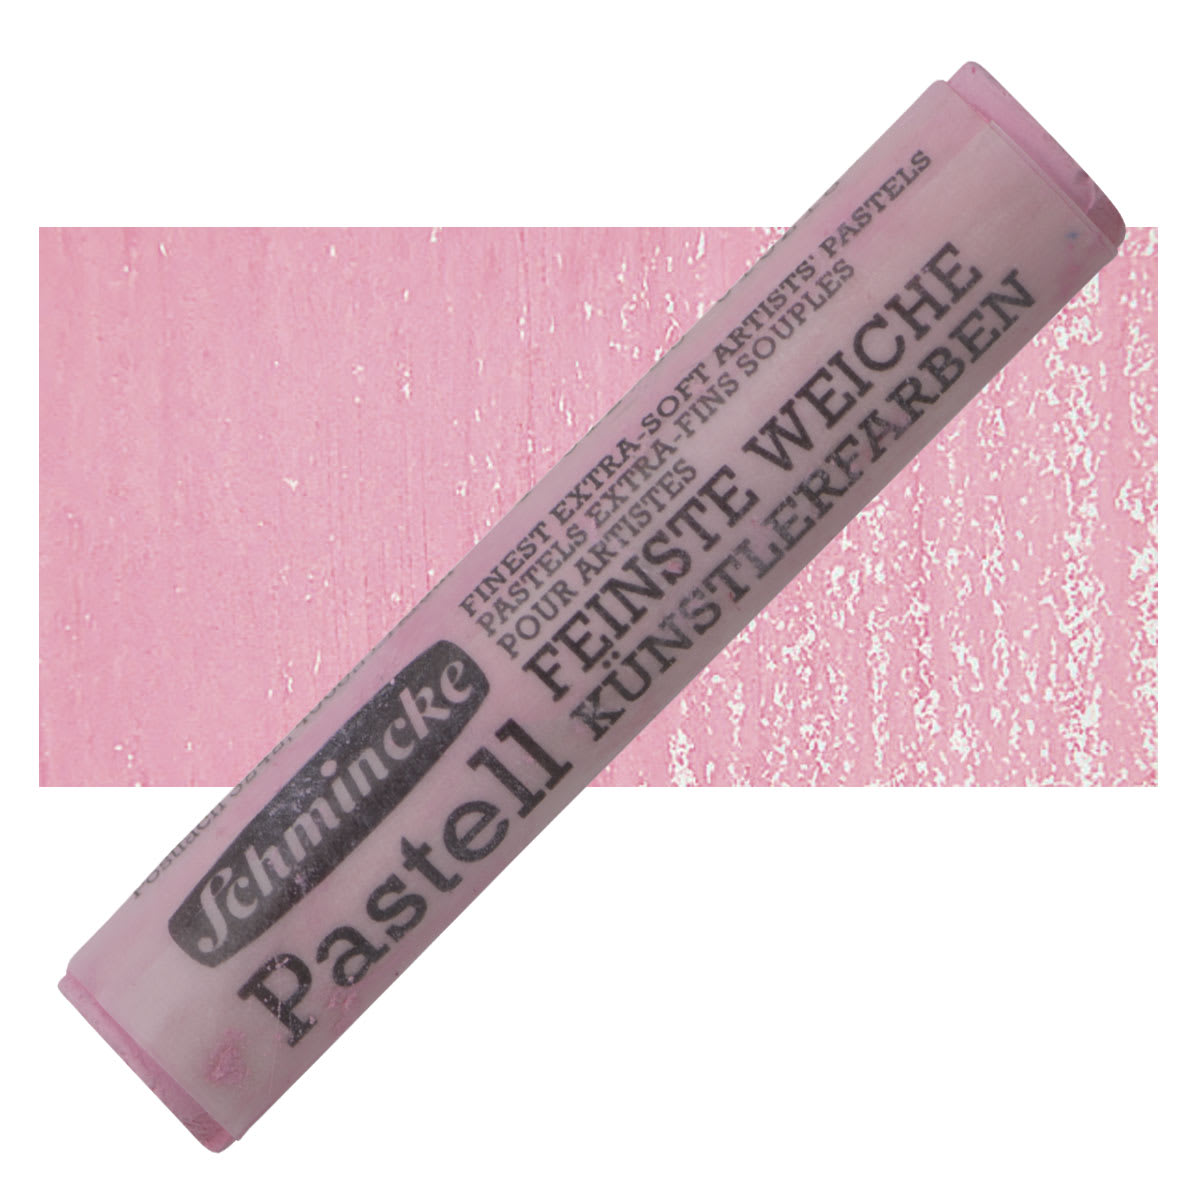 FINEST EXTRA-SOFT ARTISTS' PASTELS
PASTELS EXTRA-FINS SOUPLES
POUR ARTISTES
FEINSTE WEICHE
KÜNSTLERFARBEN
Schmincke
Pastell